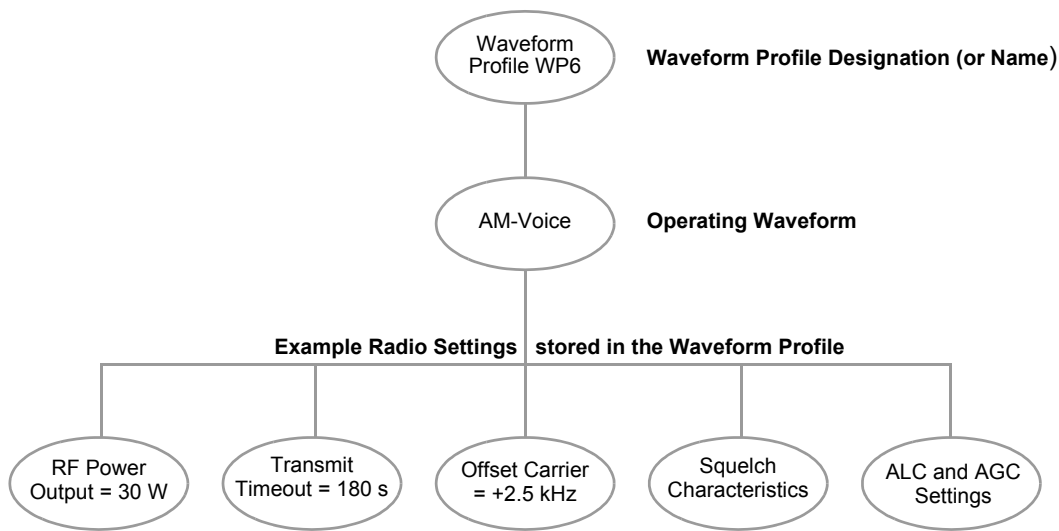 Waveform
Profile WP6
Waveform Profile Designation (or Name)
AM-Voice
Operating Waveform
Example Radio Settings stored in the Waveform Profile
RF Power
Output = 30 W
Transmit
Timeout = 180 s
Offset Carrier
= +2.5 kHz
Squelch
Characteristics
ALC and AGC
Settings